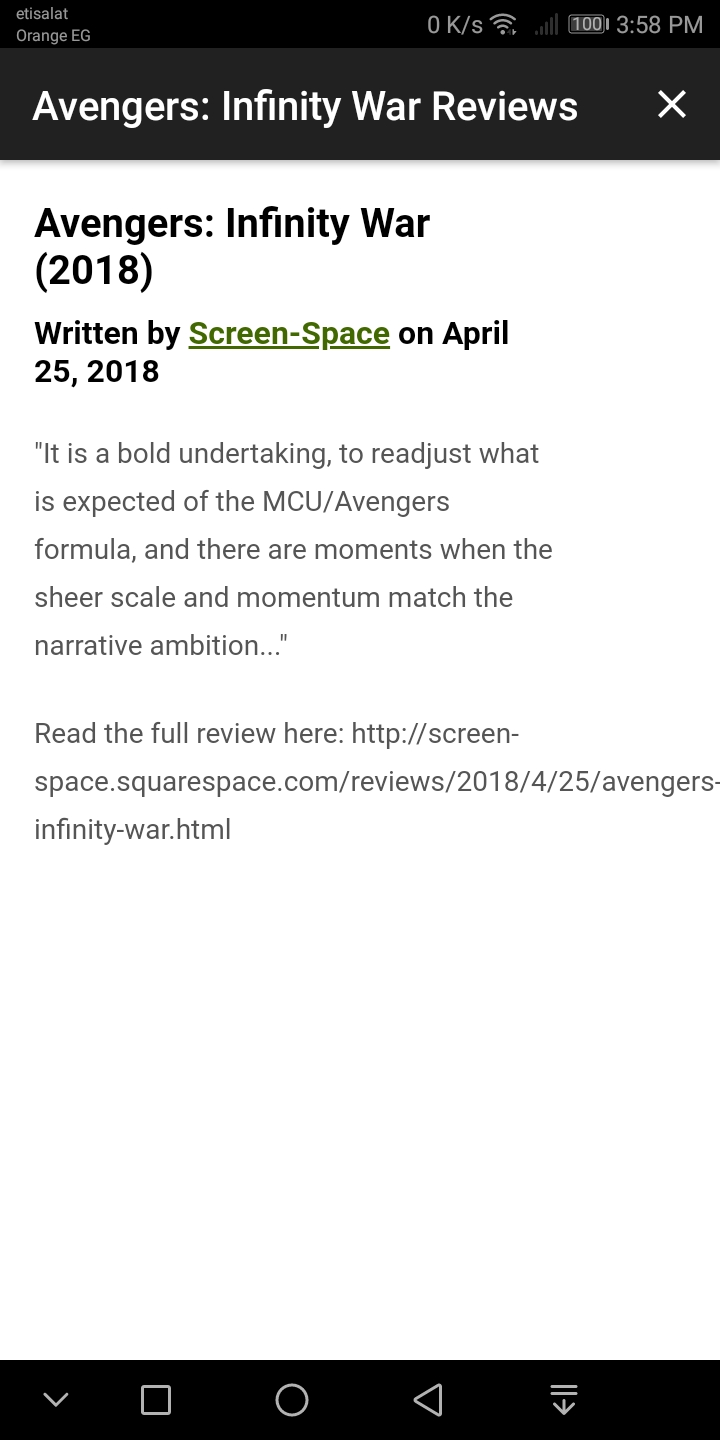 etisalat
Orange EG
0 K/s
100
3:58 PM
Avengers: Infinity War Reviews
Avengers: Infinity War
(2018)
Written by Screen-Space on April
25, 2018
"It is a bold undertaking, to readjust what
is expected of the MCU/Avengers
formula, and there are moments when the
sheer scale and momentum match the
narrative ambition..."
Read the full review here: http://screen-
space.squarespace.com/reviews/2018/4/25/avengers-
infinity-war.html